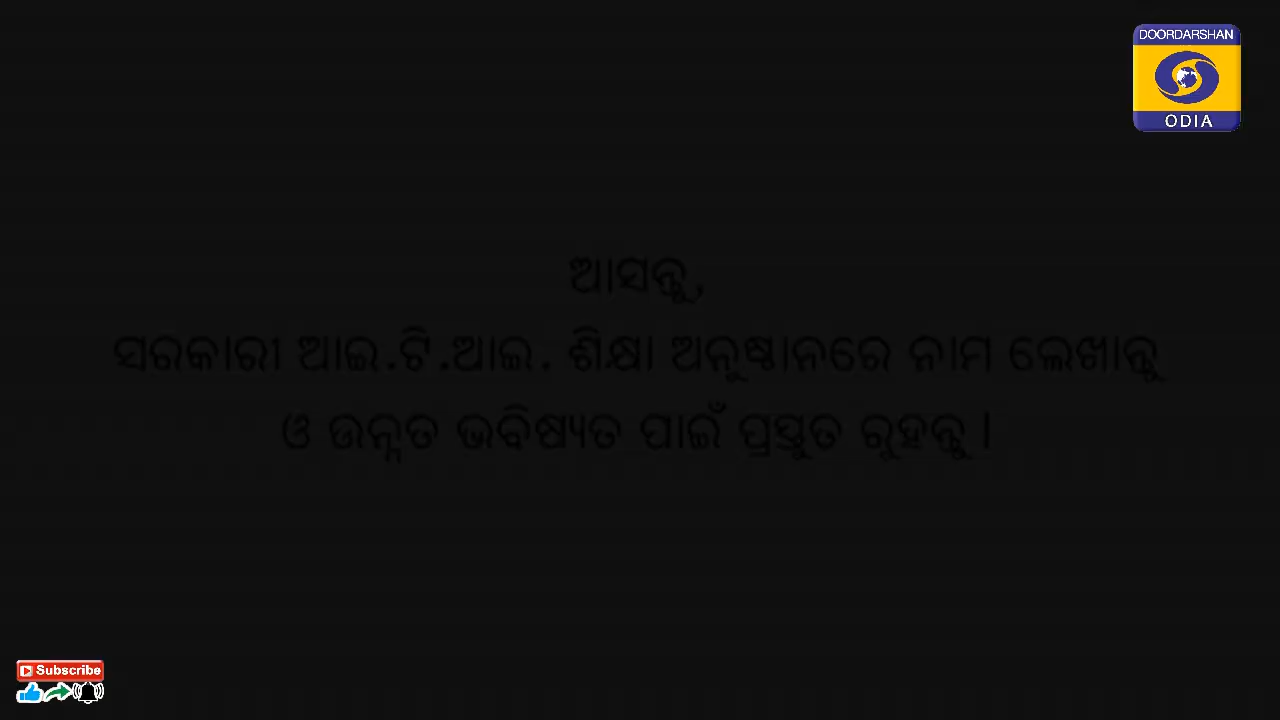 DOORDARSHAN
ODIA
ଆସନ୍ତୁ,
ସରକାରୀ ଆଇ.ଟି.ଆଇ. ଶିକ୍ଷା ଅନୁଷ୍ଠାନରେ ନାମ ଲେଖାନ୍ତୁ
ଓ ଉନ୍ନତ ଭବିଷ୍ୟତ ପାଇଁ ପ୍ରସ୍ତୁତ ରୁହନ୍ତୁ ।
Subscribe